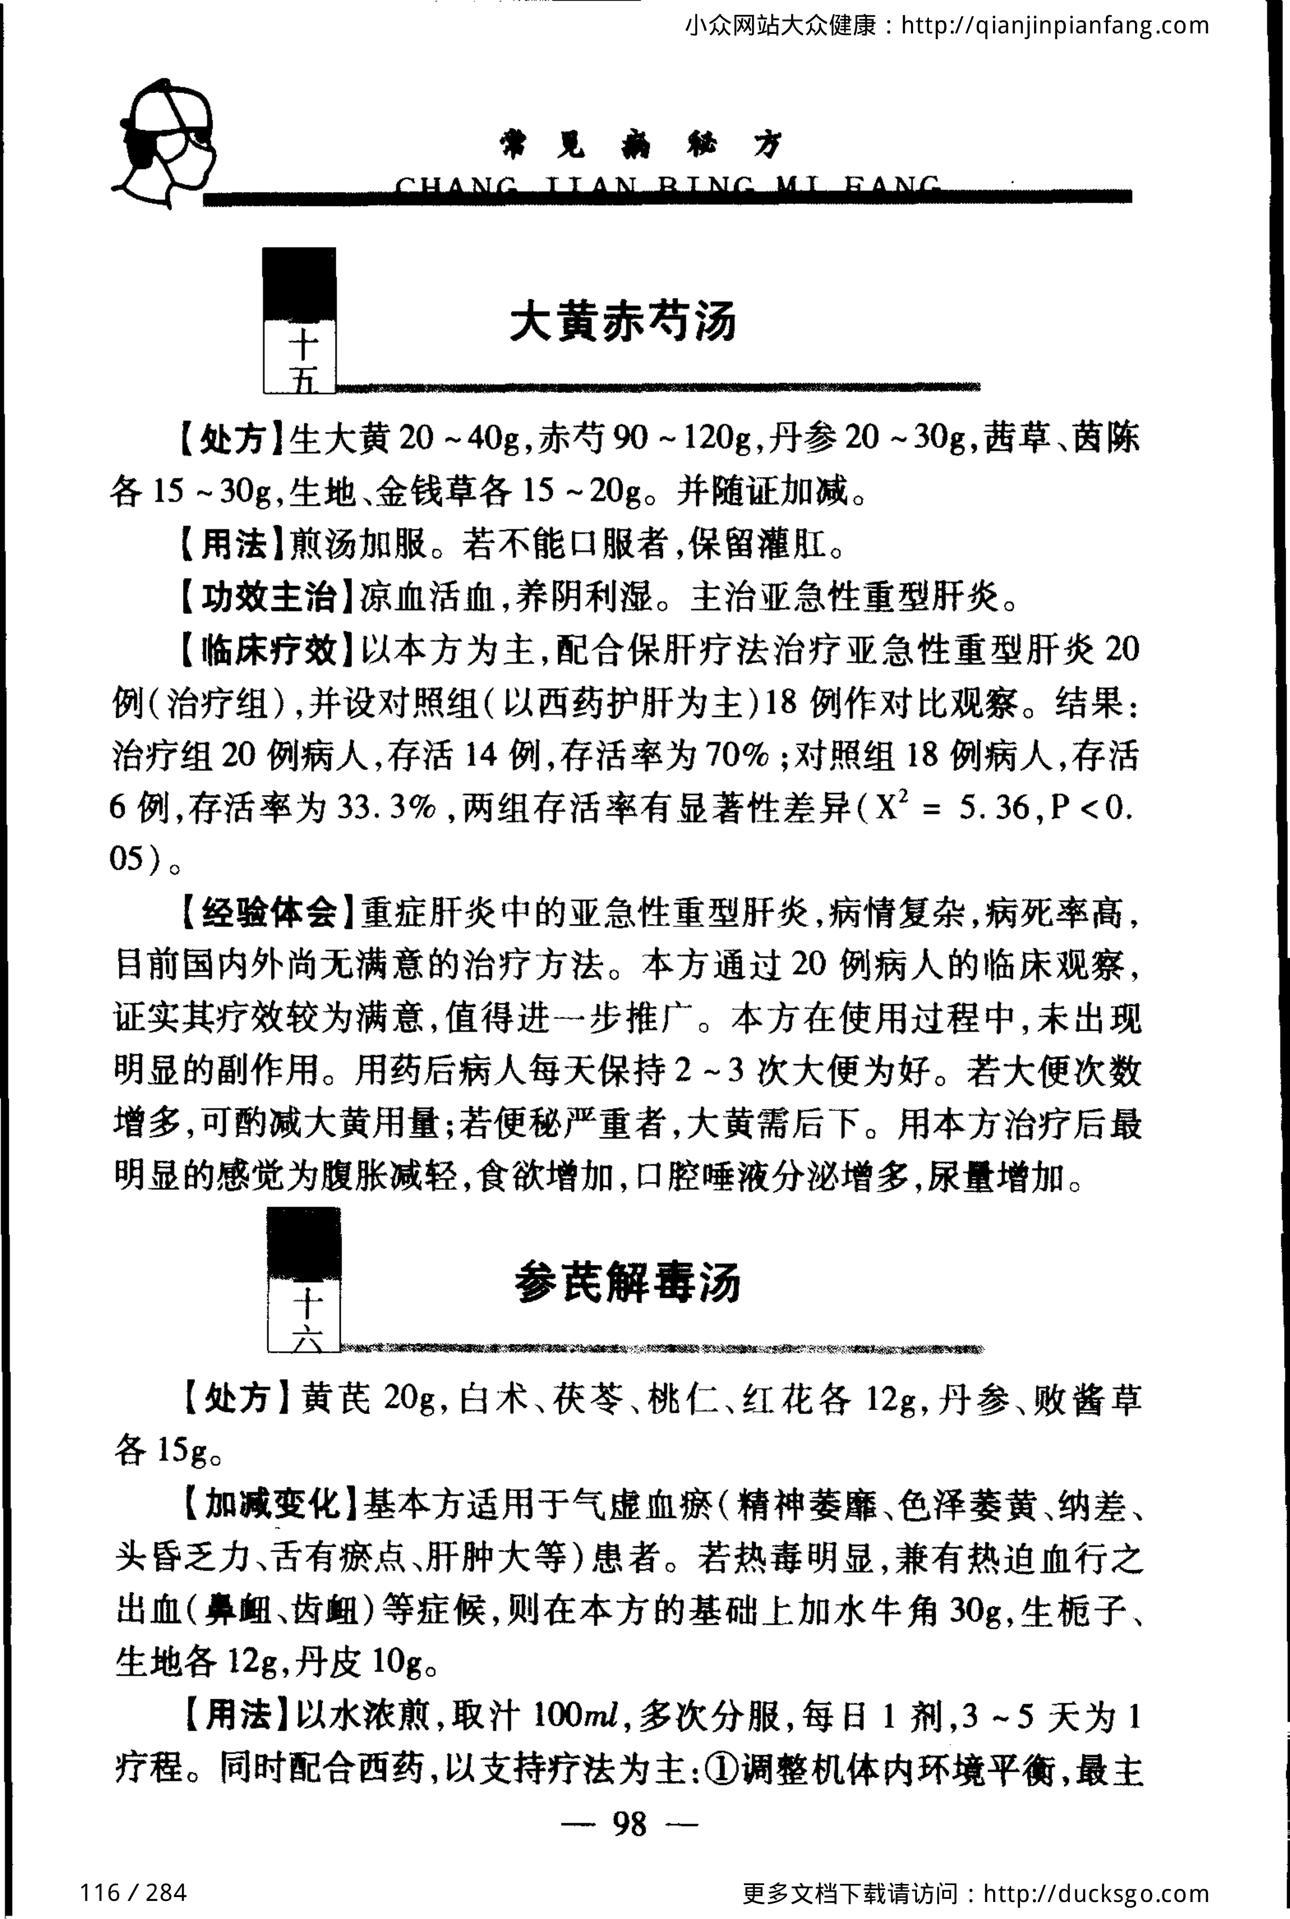 小众网站大众健康：http://qianjinpianfang.com
常见病秘方
CHANG JIAN BING MI FANG
十五
大黄赤芍汤
【处方】生大黄 20～40g,赤芍 90～120g,丹参 20～30g,茜草、茵陈
各 15～30g,生地、金钱草各 15～20g。并随证加减。
【用法】煎汤加服。若不能口服者,保留灌肛。
【功效主治】凉血活血,养阴利湿。主治亚急性重型肝炎。
【临床疗效】以本方为主,配合保肝疗法治疗亚急性重型肝炎 20
例(治疗组),并设对照组(以西药护肝为主)18 例作对比观察。结果:
治疗组 20 例病人,存活 14 例,存活率为 70%;对照组 18 例病人,存活
6 例,存活率为 33.3%,两组存活率有显著性差异(X² = 5.36,P<0.
05)。
【经验体会】重症肝炎中的亚急性重型肝炎,病情复杂,病死率高,
目前国内外尚无满意的治疗方法。本方通过 20 例病人的临床观察,
证实其疗效较为满意,值得进一步推广。本方在使用过程中,未出现
明显的副作用。用药后病人每天保持 2～3 次大便为好。若大便次数
增多,可酌减大黄用量;若便秘严重者,大黄需后下。用本方治疗后最
明显的感觉为腹胀减轻,食欲增加,口腔唾液分泌增多,尿量增加。
十六
参芪解毒汤
【处方】黄芪 20g,白术、茯苓、桃仁、红花各 12g,丹参、败酱草
各 15g。
【加减变化】基本方适用于气虚血瘀(精神萎靡、色泽萎黄、纳差、
头昏乏力、舌有瘀点、肝肿大等)患者。若热毒明显,兼有热迫血行之
出血(鼻衄、齿衄)等症候,则在本方的基础上加水牛角 30g,生栀子、
生地各 12g,丹皮 10g。
【用法】以水浓煎,取汁 100ml,多次分服,每日 1 剂,3～5 天为 1
疗程。同时配合西药,以支持疗法为主:①调整机体内环境平衡,最主
— 98 —
116 / 284
更多文档下载请访问：http://ducksgo.com